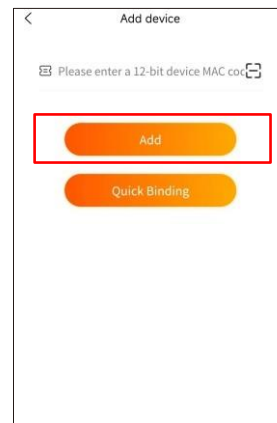 Add device
Please enter a 12-bit device MAC coc
Add
Quick Binding